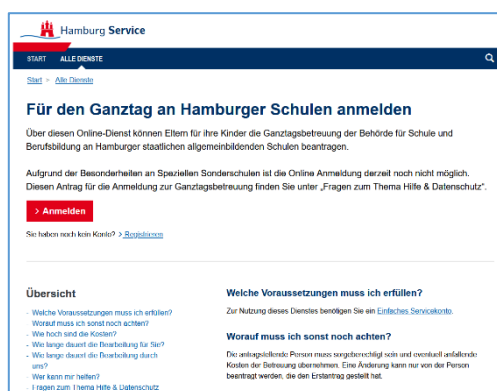 Hamburg Service
START ALLE DIENSTE
Start > Alle Dienste
Für den Ganztag an Hamburger Schulen anmelden
Über diesen Online-Dienst können Eltern für ihre Kinder die Ganztagsbetreuung der Behörde für Schule und
Berufsbildung an Hamburger staatlichen allgemeinbildenden Schulen beantragen.
Aufgrund der Besonderheiten an Speziellen Sonderschulen ist die Online Anmeldung derzeit noch nicht möglich.
Diesen Antrag für die Anmeldung zur Ganztagsbetreuung finden Sie unter „Fragen zum Thema Hilfe & Datenschutz“.
> Anmelden
Sie haben noch kein Konto? > Registrieren
Übersicht
- Welche Voraussetzungen muss ich erfüllen?
Worauf muss ich sonst noch achten?
- Wie hoch sind die Kosten?
- Wie lange dauert die Bearbeitung für Sie?
- Wie lange dauert die Bearbeitung durch
uns?
Wer kann mir helfen?
- Fragen zum Thema Hilfe & Datenschutz
Welche Voraussetzungen muss ich erfüllen?
Zur Nutzung dieses Dienstes benötigen Sie ein Einfaches Servicekonto.
Worauf muss ich sonst noch achten?
Die antragstellende Person muss sorgeberechtigt sein und eventuell anfallende
Kosten der Betreuung übernehmen. Eine Änderung kann nur von der Person
beantragt werden, die den Erstantrag gestellt hat.